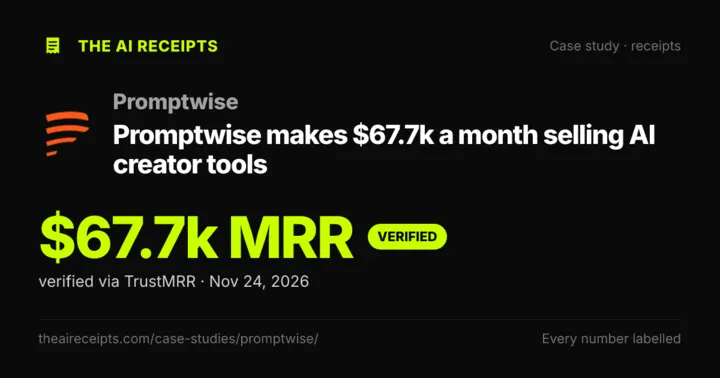 THE AI RECEIPTS
Case study · receipts
Promptwise
Promptwise makes $67.7k a month selling AI
creator tools
$67.7k MRR
VERIFIED
verified via TrustMRR · Nov 24, 2026
theaireceipts.com/case-studies/promptwise/
Every number labelled